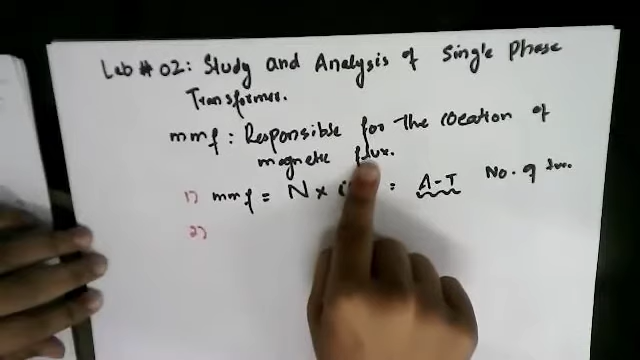 Lab # 02: Study and Analysis of Single Phase
Transformer.
mmf: Responsible for the creation of
magnetic flux.
1) mmf = N × i = A-T No. of
2)